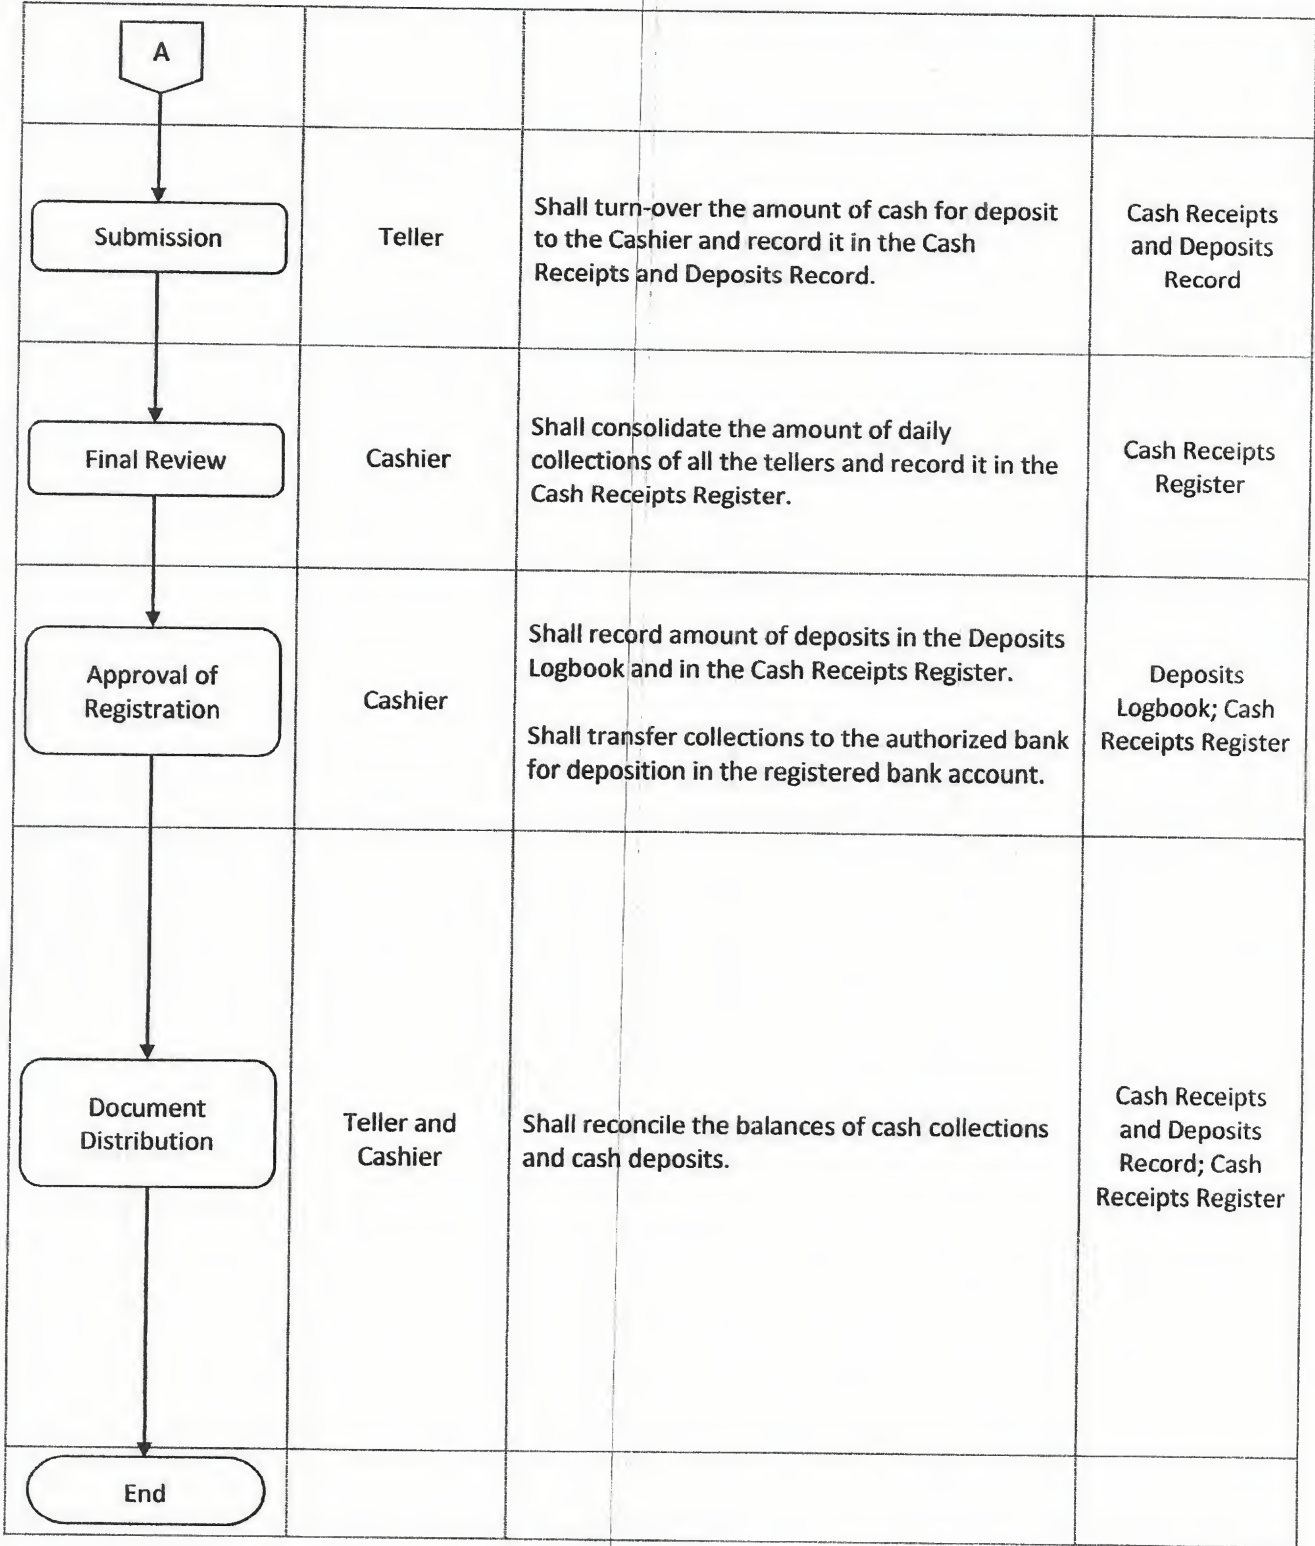 A
Submission
Teller
Shall turn-over the amount of cash for deposit
to the Cashier and record it in the Cash
Receipts and Deposits Record.
Cash Receipts
and Deposits
Record
Final Review
Cashier
Shall consolidate the amount of daily
collections of all the tellers and record it in the
Cash Receipts Register.
Cash Receipts
Register
Approval of
Registration
Cashier
Shall record amount of deposits in the Deposits
Logbook and in the Cash Receipts Register.
Shall transfer collections to the authorized bank
for deposition in the registered bank account.
Deposits
Logbook; Cash
Receipts Register
Document
Distribution
Teller and
Cashier
Shall reconcile the balances of cash collections
and cash deposits.
Cash Receipts
and Deposits
Record; Cash
Receipts Register
End